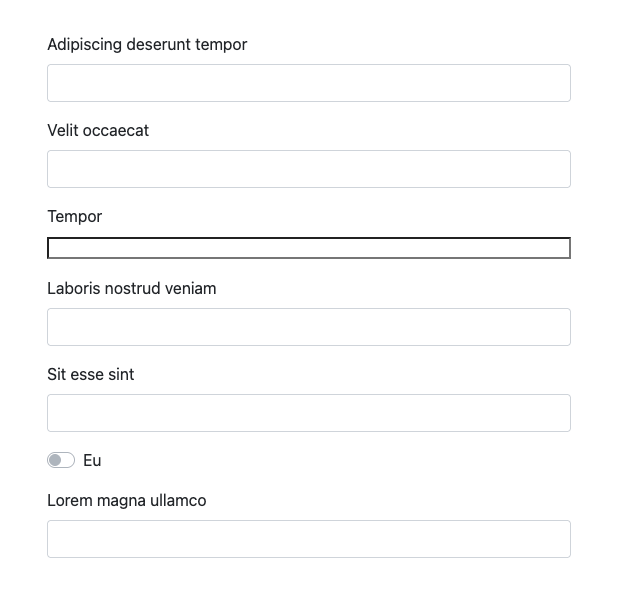 Adipiscing deserunt tempor
Velit occaecat
Tempor
Laboris nostrud veniam
Sit esse sint
Eu
Lorem magna ullamco